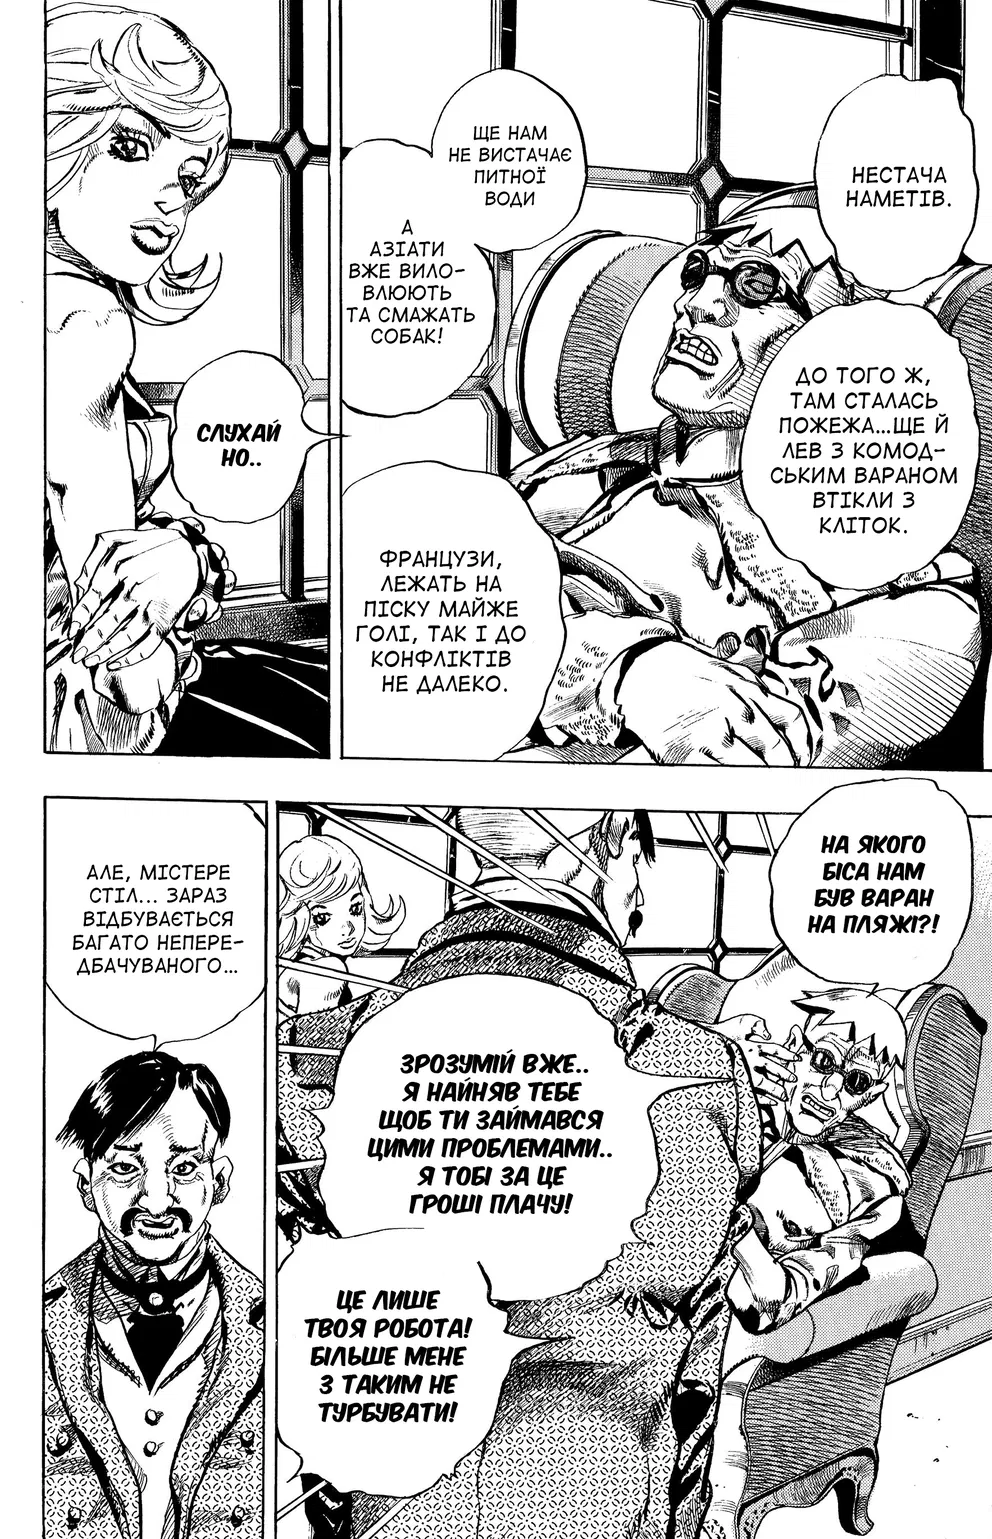 НЕСТАЧА
НАМЕТІВ.
ЩЕ НАМ
НЕ ВИСТАЧАЄ
ПИТНОЇ
ВОДИ
А
АЗІАТИ
ВЖЕ ВИЛО-
ВЛЮЮТЬ
ТА СМАЖАТЬ
СОБАК!
СЛУХАЙ
НО..
ДО ТОГО Ж,
ТАМ СТАЛАСЬ
ПОЖЕЖА...ЩЕ Й
ЛЕВ З КОМОД-
СЬКИМ ВАРАНОМ
ВТІКЛИ З
КЛІТОК.
ФРАНЦУЗИ,
ЛЕЖАТЬ НА
ПІСКУ МАЙЖЕ
ГОЛІ, ТАК І ДО
КОНФЛІКТІВ
НЕ ДАЛЕКО.
АЛЕ, МІСТЕРЕ
СТІЛ... ЗАРАЗ
ВІДБУВАЄТЬСЯ
БАГАТО НЕПЕРЕ-
ДБАЧУВАНОГО...
НА ЯКОГО
БІСА НАМ
БУВ ВАРАН
НА ПЛЯЖІ?!
ЗРОЗУМІЙ ВЖЕ..
Я НАЙНЯВ ТЕБЕ
ЩОБ ТИ ЗАЙМАВСЯ
ЦИМИ ПРОБЛЕМАМИ..
Я ТОБІ ЗА ЦЕ
ГРОШІ ПЛАЧУ!
ЦЕ ЛИШЕ
ТВОЯ РОБОТА!
БІЛЬШЕ МЕНЕ
З ТАКИМ НЕ
ТУРБУВАТИ!